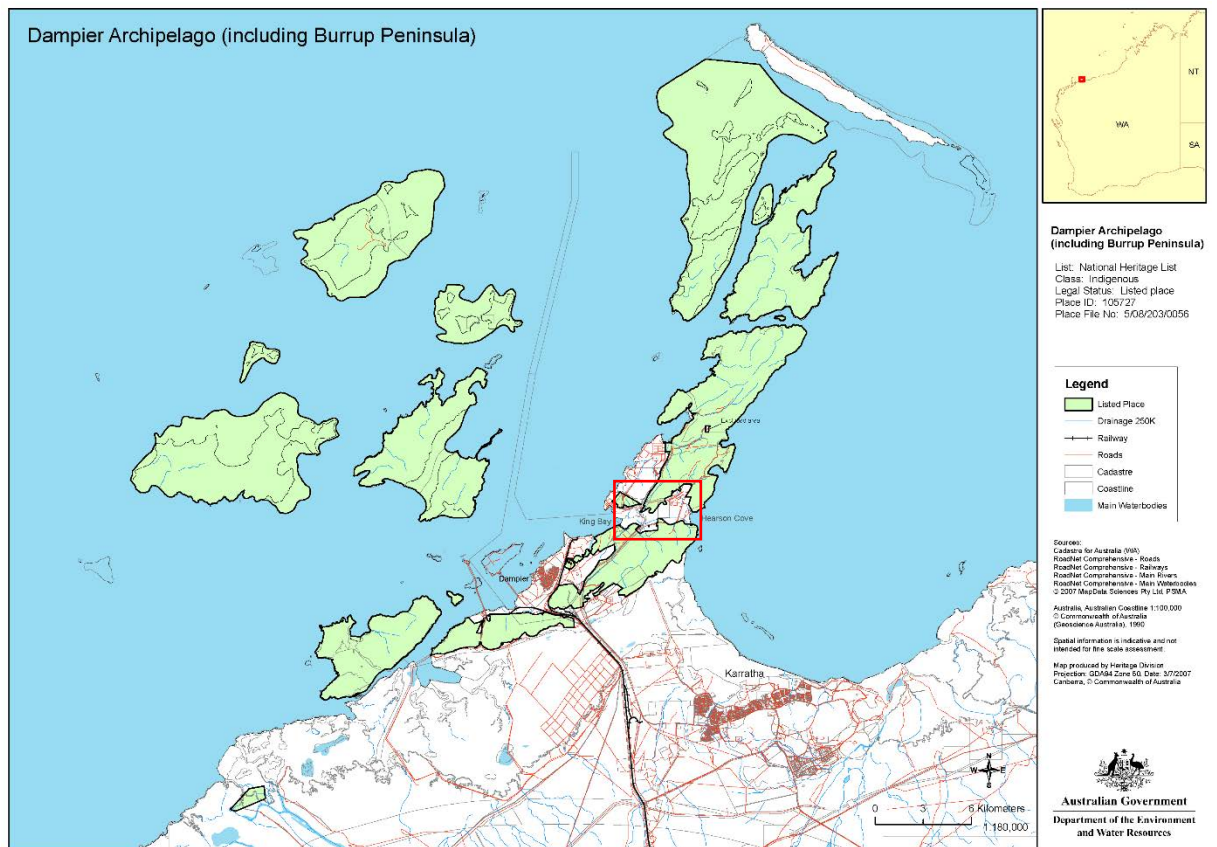 Dampier Archipelago (including Burrup Peninsula)
NT
WA
SA
Dampier Archipelago
(including Burrup Peninsula)
List: National Heritage List
Class: Indigenous
Legal Status: Listed place
Place ID: 105727
Place File No: 5/08/203/0056
Legend
Listed Place
Drainage 250K
Railway
Roads
Cadastre
Coastline
Main Waterbodies
Sources:
Cadastre for Australia (WA)
RoadNet Comprehensive - Roads
RoadNet Comprehensive - Railways
RoadNet Comprehensive - Main Rivers
RoadNet Comprehensive - Main Waterbodies
© 2007 MapData Sciences Pty Ltd, PSMA
Australia, Australian Coastline 1:100,000
© Commonwealth of Australia
(Geoscience Australia), 1990
Spatial information is indicative and not
intended for fine scale assessment.
Map produced by Heritage Division
Projection: GDA94 Zone 50, Date: 3/7/2007
Canberra, © Commonwealth of Australia
King Bay
Hearson Cove
Dampier
Karratha
N
W E
S
0 3 6 Kilometers
1:180,000
Australian Government
Department of the Environment
and Water Resources